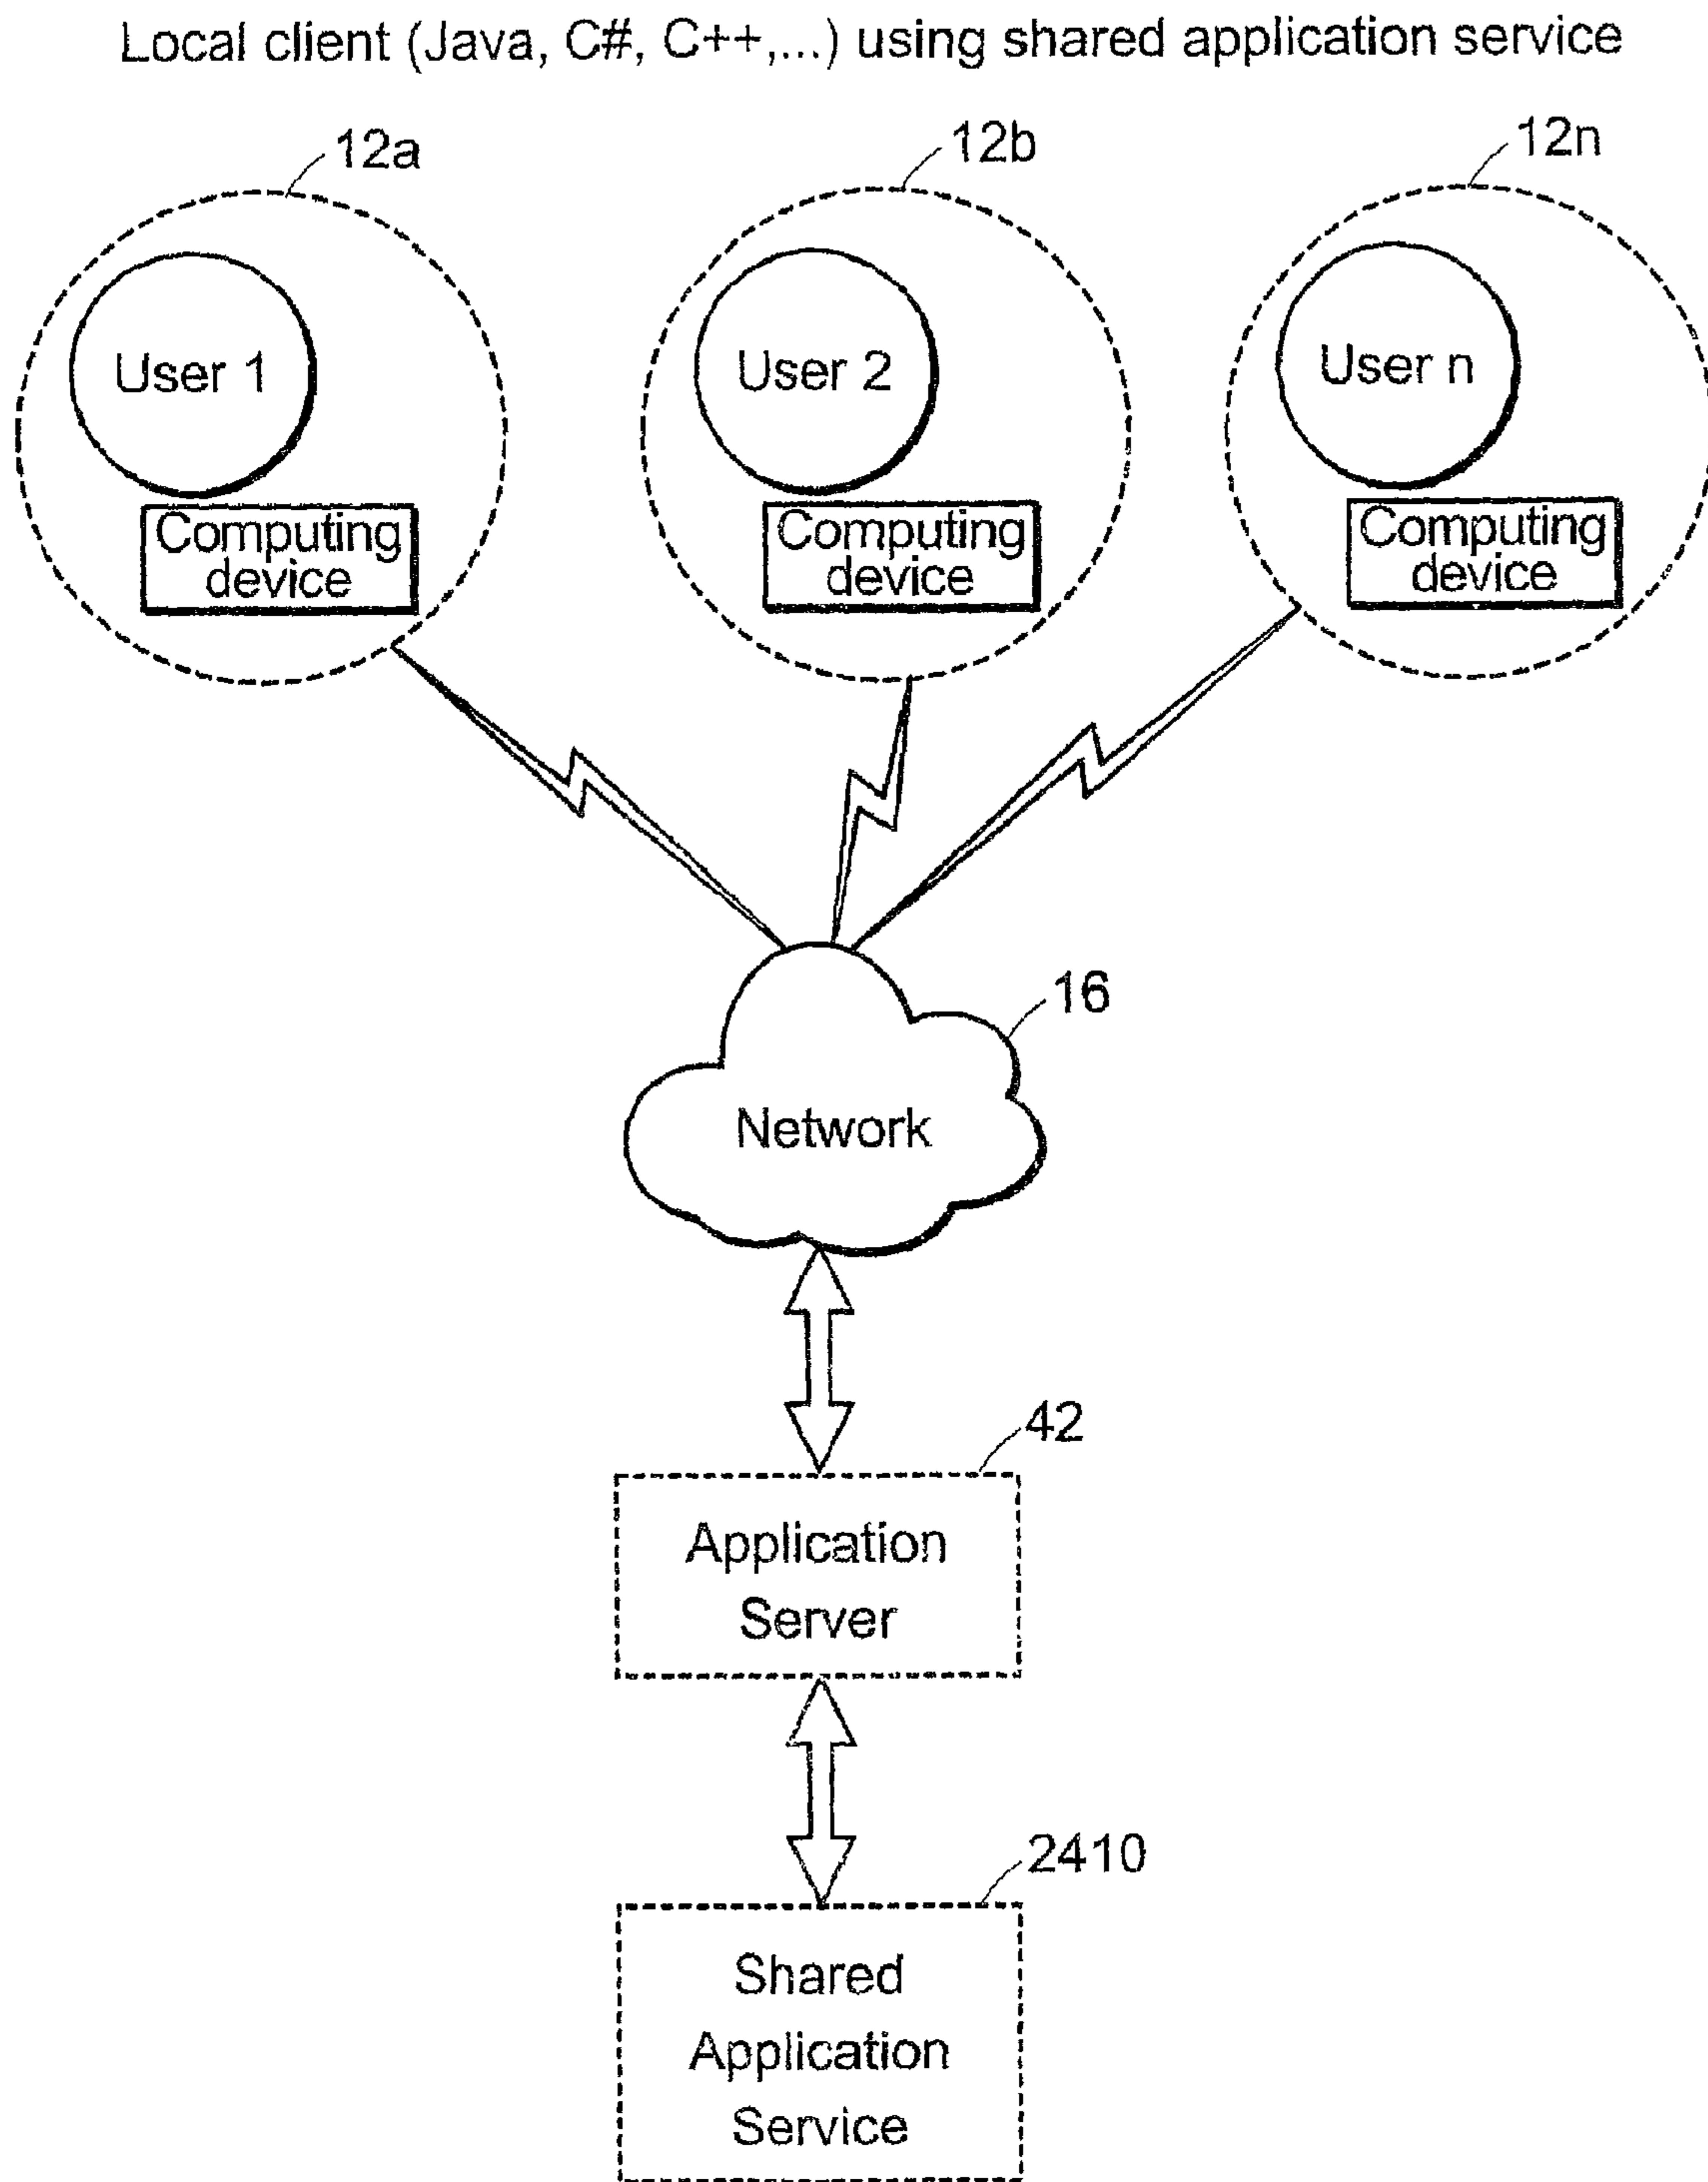 Local client (Java, C#, C++,...) using shared application service
12a
12b
12n
User 1
User 2
User n
Computing
device
Computing
device
Computing
device
16
Network
42
Application
Server
2410
Shared
Application
Service